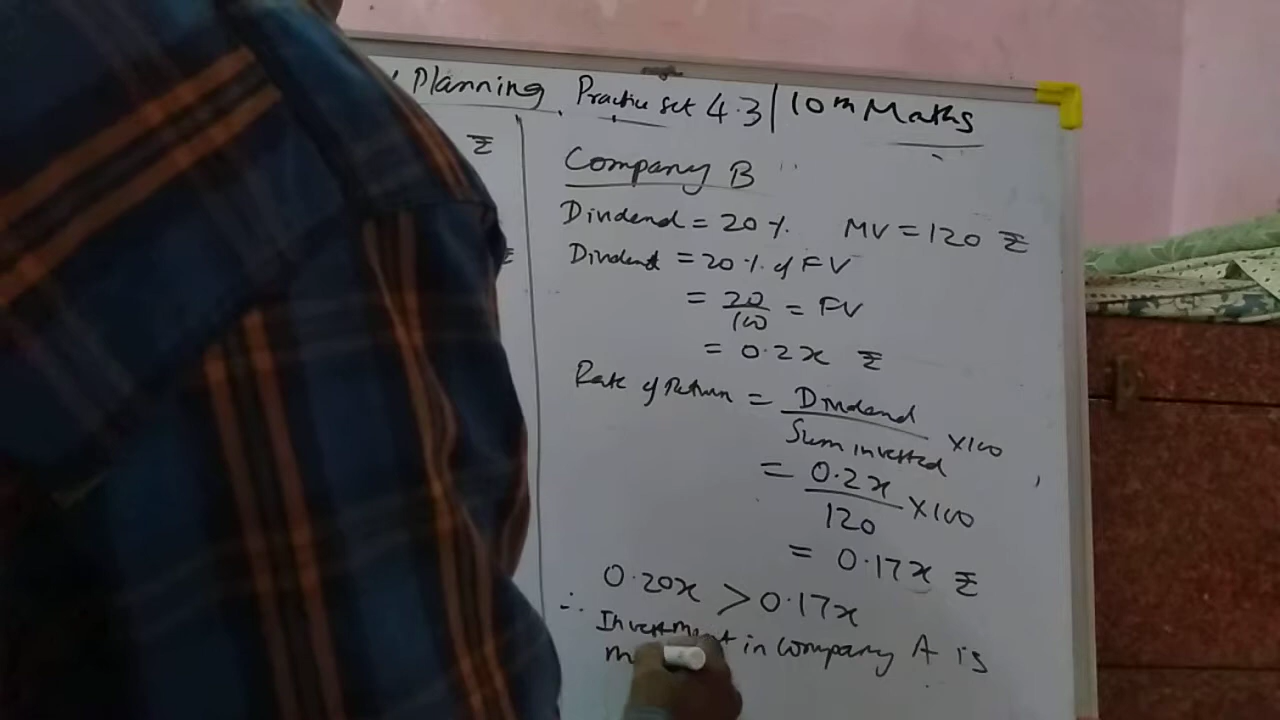 Planning Practice set 4.3 | 10th Maths
₹
Company B
Dividend = 20 % MV = 120 ₹
Dividend = 20 % of FV
= 20/100 = FV
= 0.2x ₹
Rate of Return = Dividend/Sum invested ×100
= 0.2x/120 ×100
= 0.17x ₹
0.20x > 0.17x
∴ Investment in Company A is